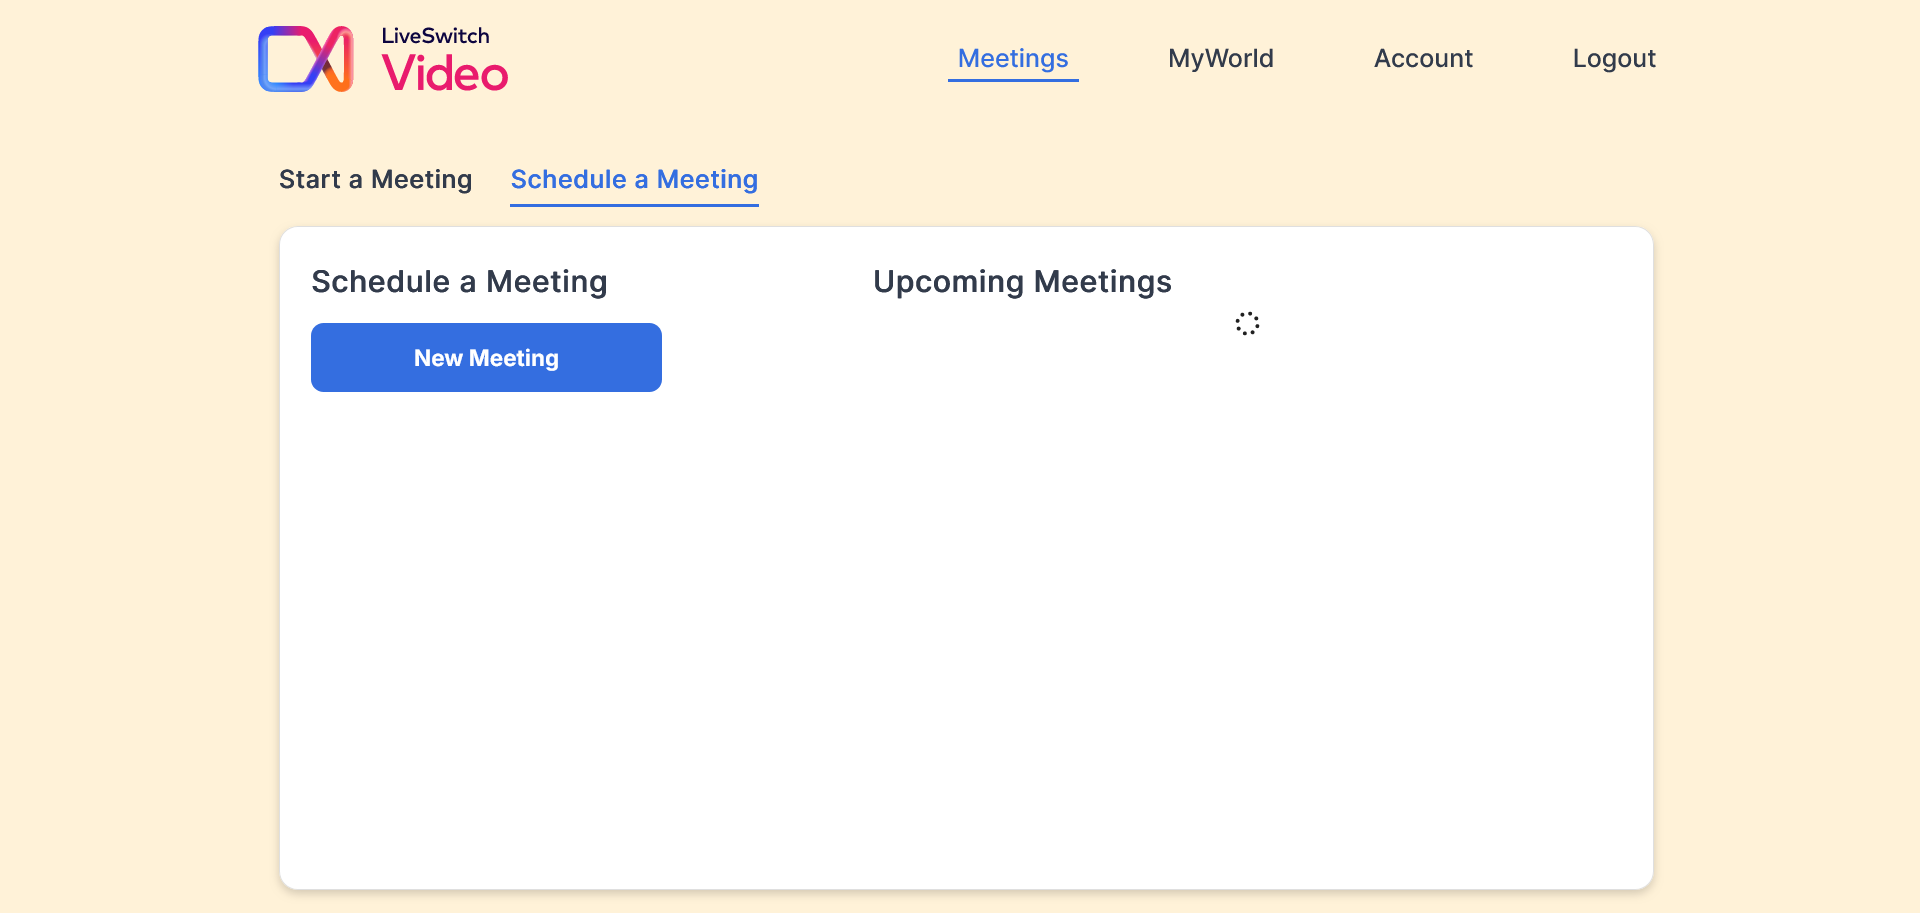 LiveSwitch
Video
Meetings
MyWorld
Account
Logout
Start a Meeting
Schedule a Meeting
Schedule a Meeting
New Meeting
Upcoming Meetings